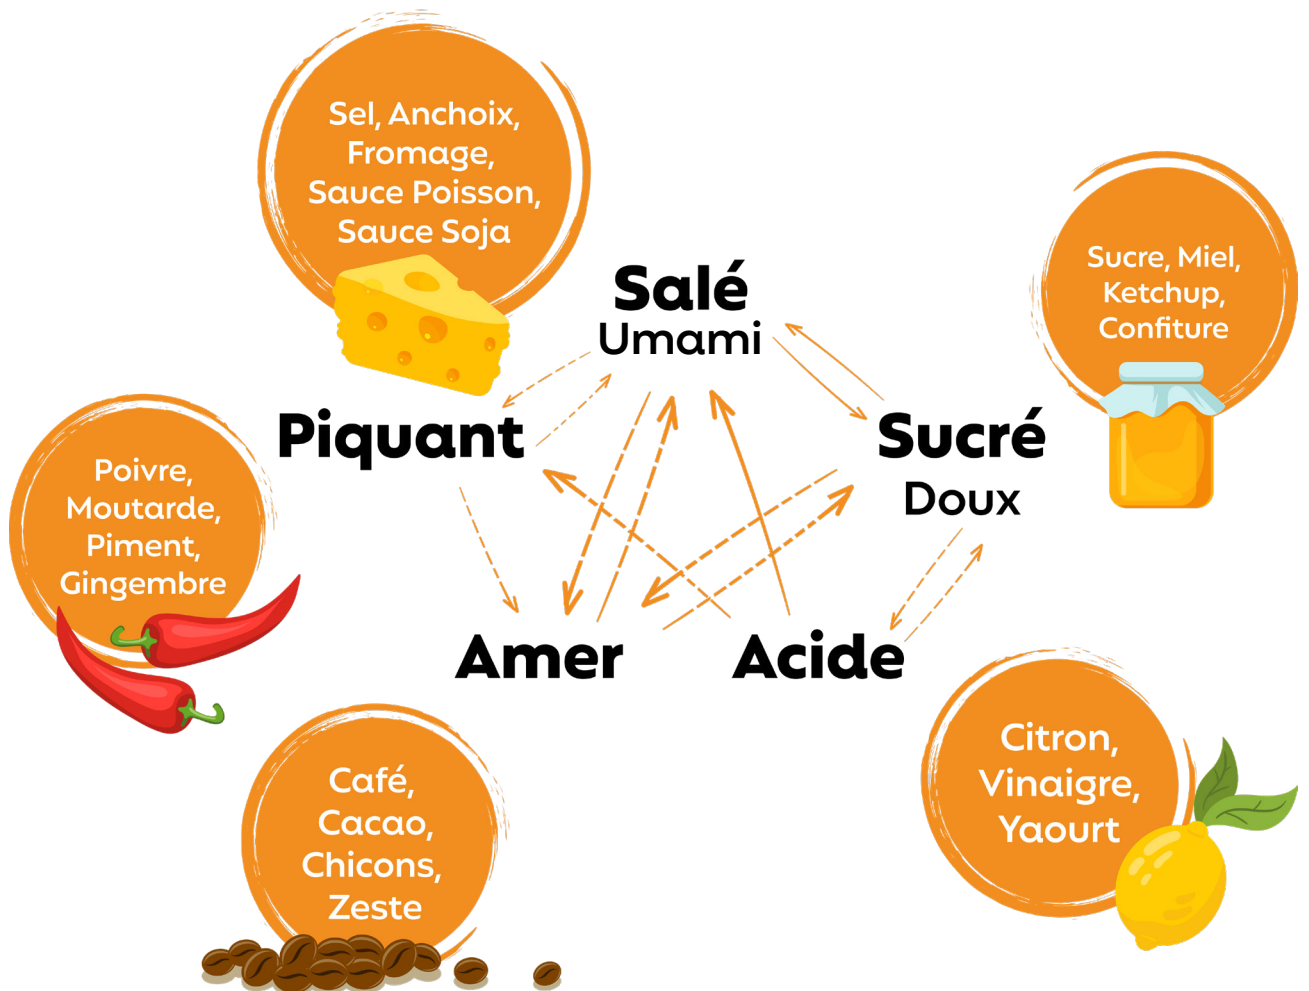 Sel, Anchoix,
Fromage,
Sauce Poisson,
Sauce Soja
Salé
Umami
Sucre, Miel,
Ketchup,
Confiture
Piquant
Sucré
Doux
Poivre,
Moutarde,
Piment,
Gingembre
Amer
Acide
Café,
Cacao,
Chicons,
Zeste
Citron,
Vinaigre,
Yaourt